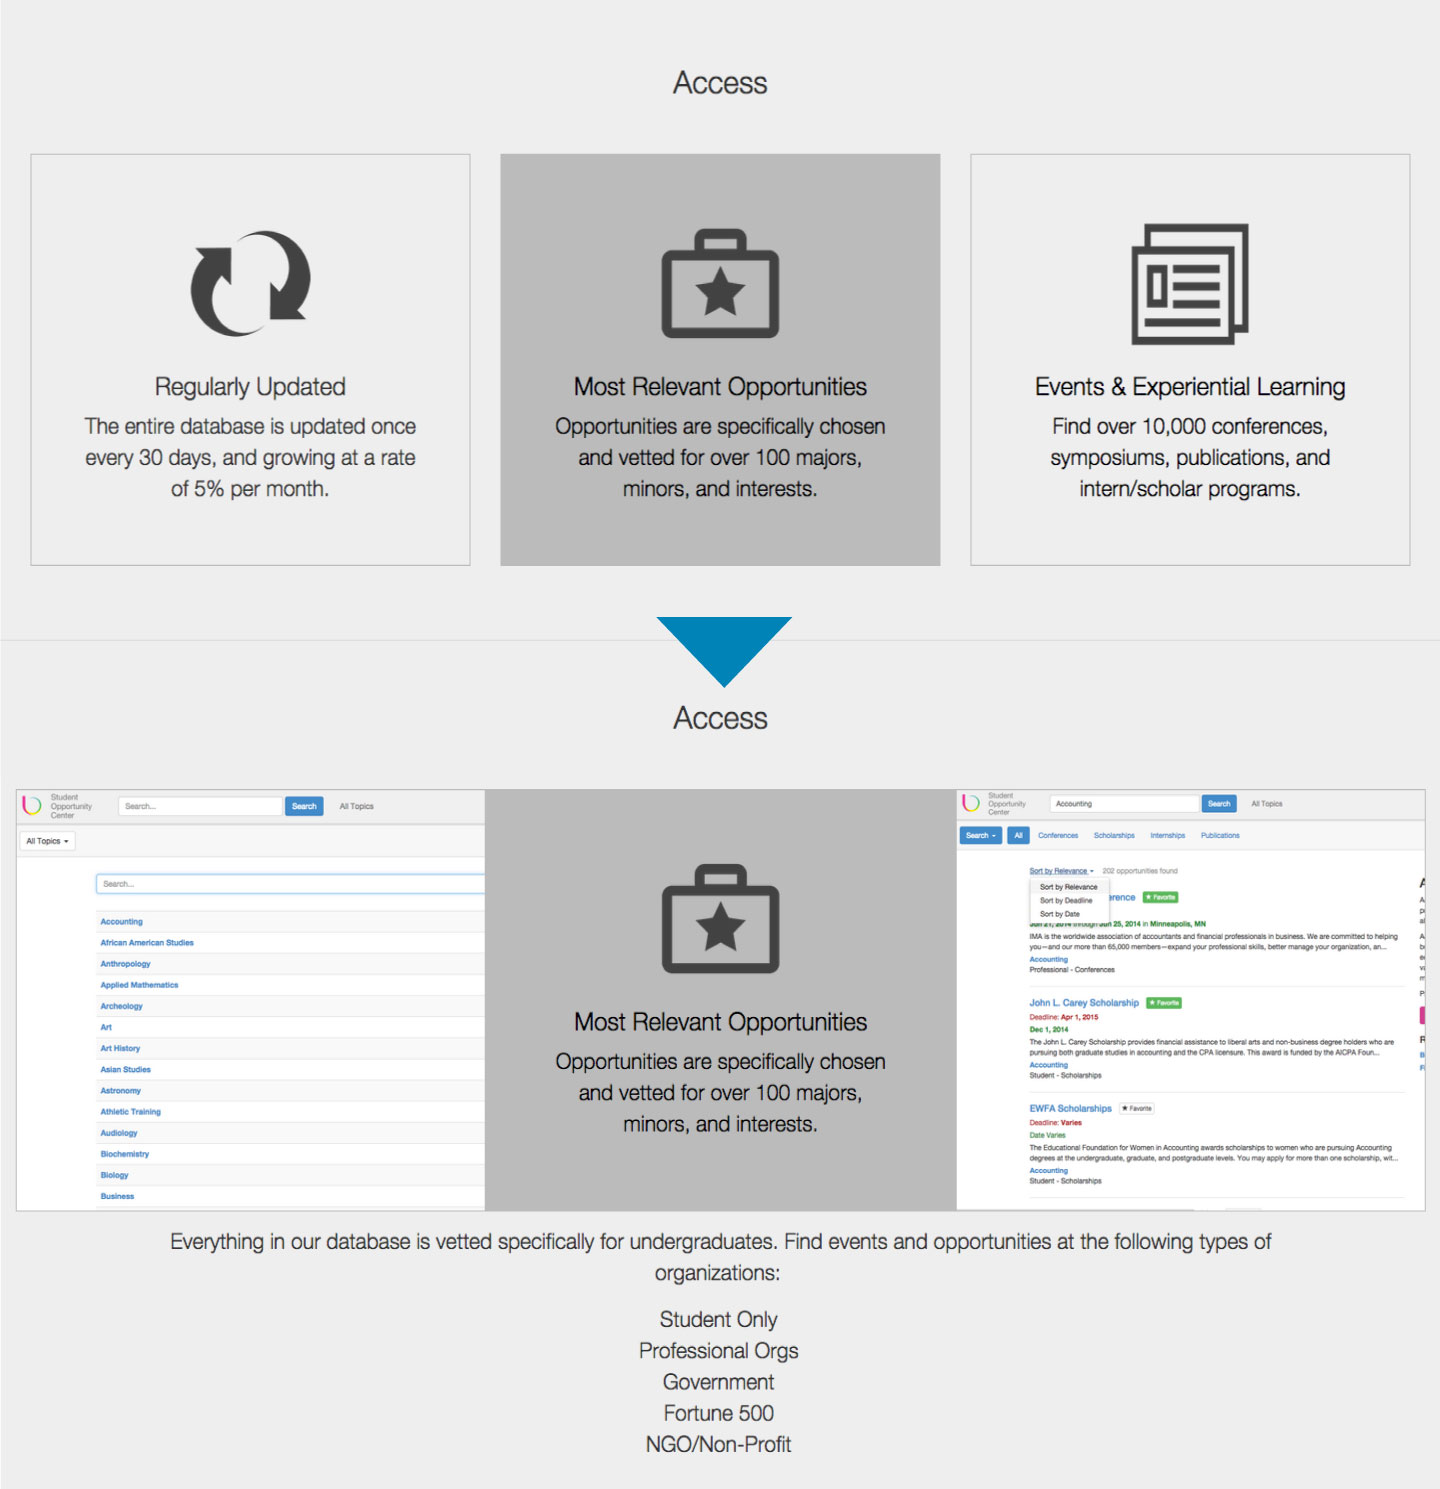 Access
Regularly Updated
The entire database is updated once
every 30 days, and growing at a rate
of 5% per month.
Most Relevant Opportunities
Opportunities are specifically chosen
and vetted for over 100 majors,
minors, and interests.
Events & Experiential Learning
Find over 10,000 conferences,
symposiums, publications, and
intern/scholar programs.
Access
Student
Opportunity
Center
Search...
Search
All Topics
All Topics
Search...
Accounting
African American Studies
Anthropology
Applied Mathematics
Archeology
Art
Art History
Asian Studies
Astronomy
Athletic Training
Audiology
Biochemistry
Biology
Business
Most Relevant Opportunities
Opportunities are specifically chosen
and vetted for over 100 majors,
minors, and interests.
Student
Opportunity
Center
Accounting
Search
All Topics
Search
All
Conferences
Scholarships
Internships
Publications
Sort by Relevance
202 opportunities found
Sort by Relevance
Sort by Deadline
Sort by Date
erence
Favorite
Jun 21, 2014 through Jun 25, 2014 in Minneapolis, MN
IMA is the worldwide association of accountants and financial professionals in business. We are committed to helping
you—and our more than 65,000 members—expand your professional skills, better manage your organization, an...
Accounting
Professional - Conferences
John L. Carey Scholarship
Favorite
Deadline: Apr 1, 2015
Dec 1, 2014
The John L. Carey Scholarship provides financial assistance to liberal arts and non-business degree holders who are
pursuing both graduate studies in accounting and the CPA licensure. This award is funded by the AICPA Foun...
Accounting
Student - Scholarships
EWFA Scholarships
Favorite
Deadline: Varies
Date Varies
The Educational Foundation for Women in Accounting awards scholarships to women who are pursuing Accounting
degrees at the undergraduate, graduate, and postgraduate levels. You may apply for more than one scholarship, wit...
Accounting
Student - Scholarships
Everything in our database is vetted specifically for undergraduates. Find events and opportunities at the following types of
organizations:
Student Only
Professional Orgs
Government
Fortune 500
NGO/Non-Profit